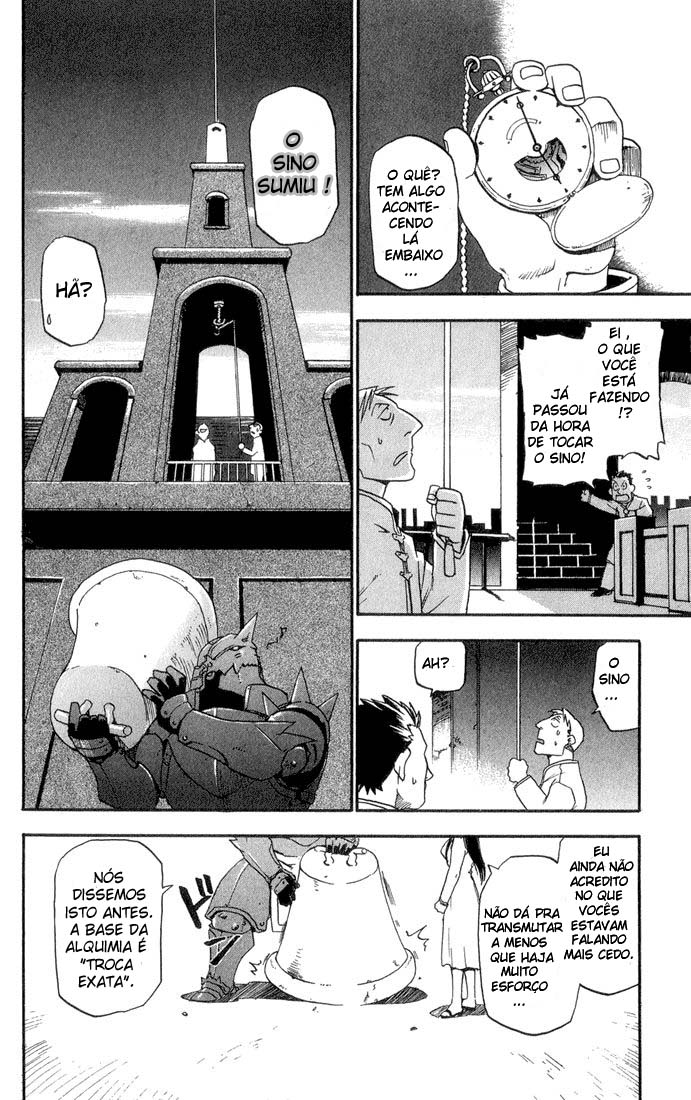 O QUÊ?
TEM ALGO
ACONTE-
CENDO
LÁ
EMBAIXO
...
EI,
O QUE
VOCÊ
ESTÁ
FAZENDO
!?
JÁ
PASSOU
DA HORA
DE TOCAR
O SINO!
O
SINO
...
AH?
O
SINO
SUMIU!
HÃ?
EU
AINDA NÃO
ACREDITO
NO QUE
VOCÊS
ESTAVAM
FALANDO
MAIS CEDO.
NÃO DÁ PRA
TRANSMUTAR
A MENOS
QUE HAJA
MUITO
ESFORÇO
...
ドド
NÓS
DISSEMOS
ISTO ANTES.
A BASE DA
ALQUIMIA É
"TROCA
EXATA".